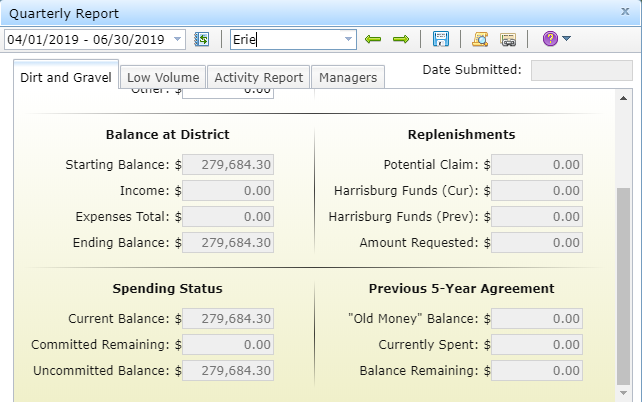 Quarterly Report x
04/01/2019 - 06/30/2019 $ Erie ?
Dirt and Gravel Low Volume Activity Report Managers Date Submitted:
Other: $ 0.00
Balance at District Replenishments
Starting Balance: $ 279,684.30 Potential Claim: $ 0.00
Income: $ 0.00 Harrisburg Funds (Cur) : $ 0.00
Expenses Total: $ 0.00 Harrisburg Funds (Prev) : $ 0.00
Ending Balance: $ 279,684.30 Amount Requested: $ 0.00
Spending Status Previous 5-Year Agreement
Current Balance: $ 279,684.30 "Old Money" Balance: $ 0.00
Committed Remaining: $ 0.00 Currently Spent: $ 0.00
Uncommitted Balance: $ 279,684.30 Balance Remaining: $ 0.00